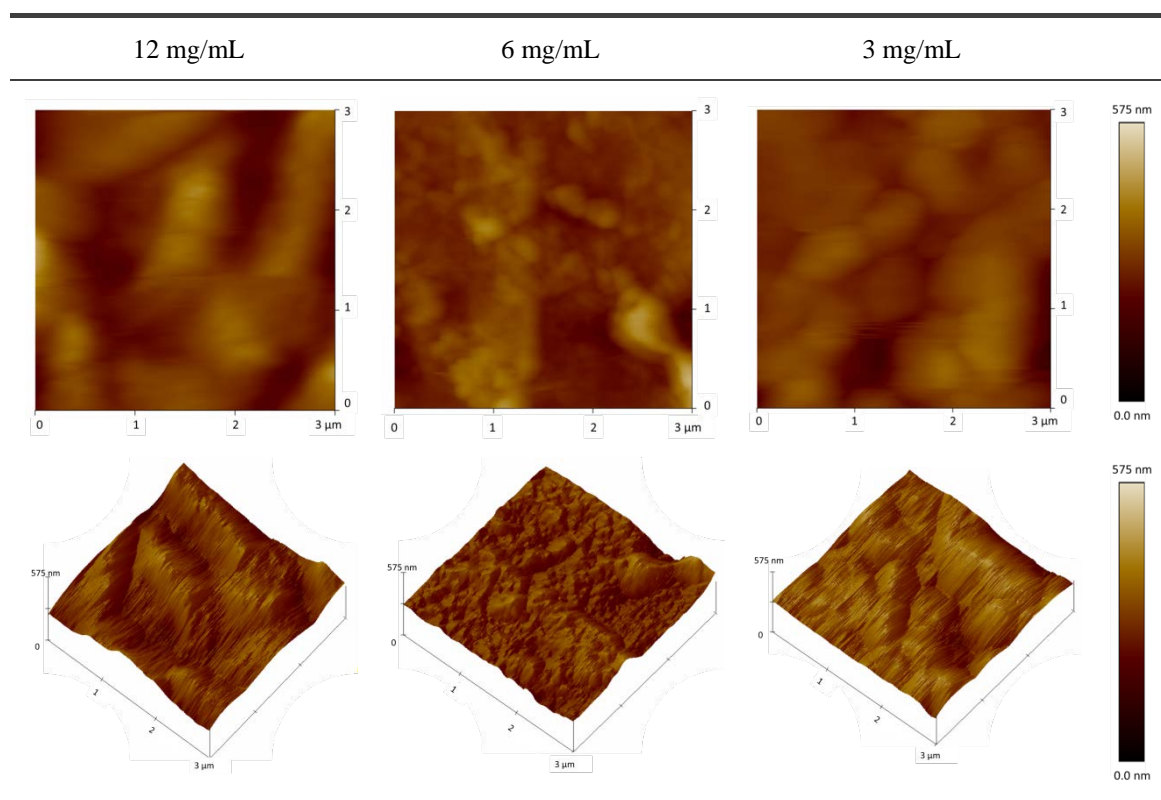 12 mg/mL 6 mg/mL 3 mg/mL
3 3 3 575 nm
2 2 2
1 1 1
0 0 0 0.0 nm
0 1 2 3 µm 0 1 2 3 µm 0 1 2 3 µm
575 nm
575 nm 575 nm 575 nm
0 0 0
1 1 1
2 2 2
3 µm 3 µm 3 µm
0.0 nm